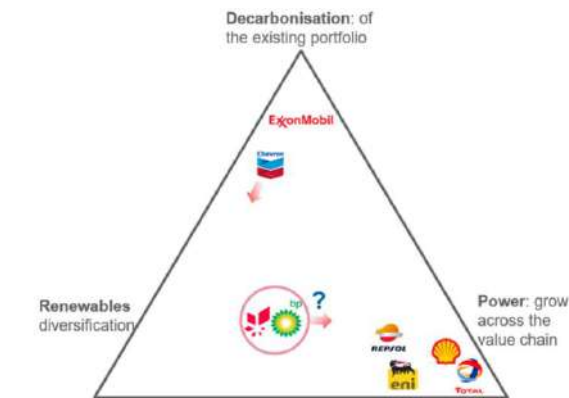 Decarbonisation: of
the existing portfolio
ExxonMobil
Chevron
Renewables
diversification
bp
?
Power: grow
across the
value chain
REPSOL
eni
TOTAL